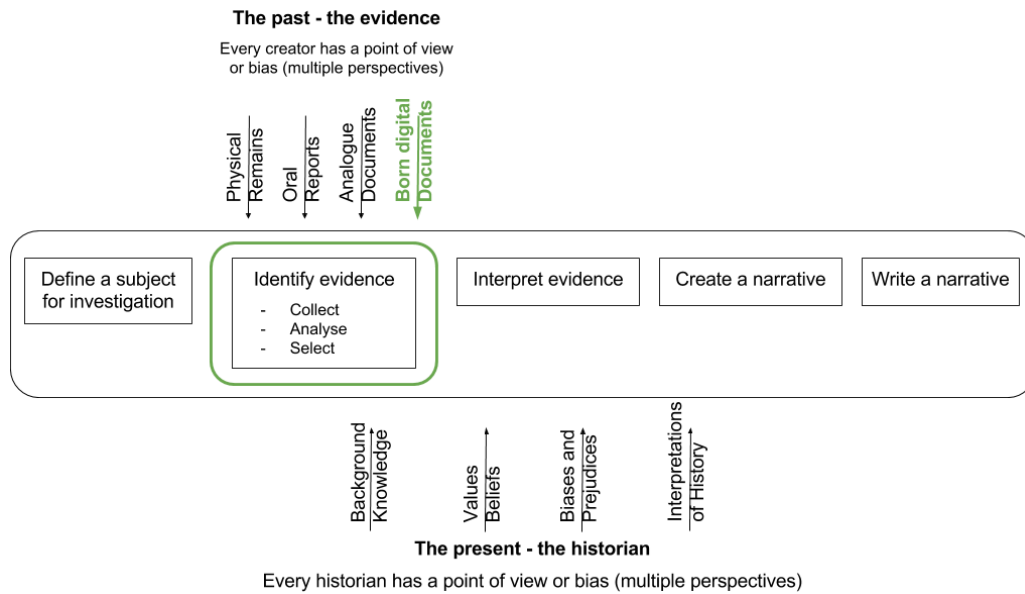 The past - the evidence
Every creator has a point of view
or bias (multiple perspectives)
Physical
Remains
Oral
Reports
Analogue
Documents
Born digital
Documents
Define a subject
for investigation
Identify evidence
- Collect
- Analyse
- Select
Interpret evidence
Create a narrative
Write a narrative
Background
Knowledge
Values
Beliefs
Biases and
Prejudices
Interpretations
of History
The present - the historian
Every historian has a point of view or bias (multiple perspectives)